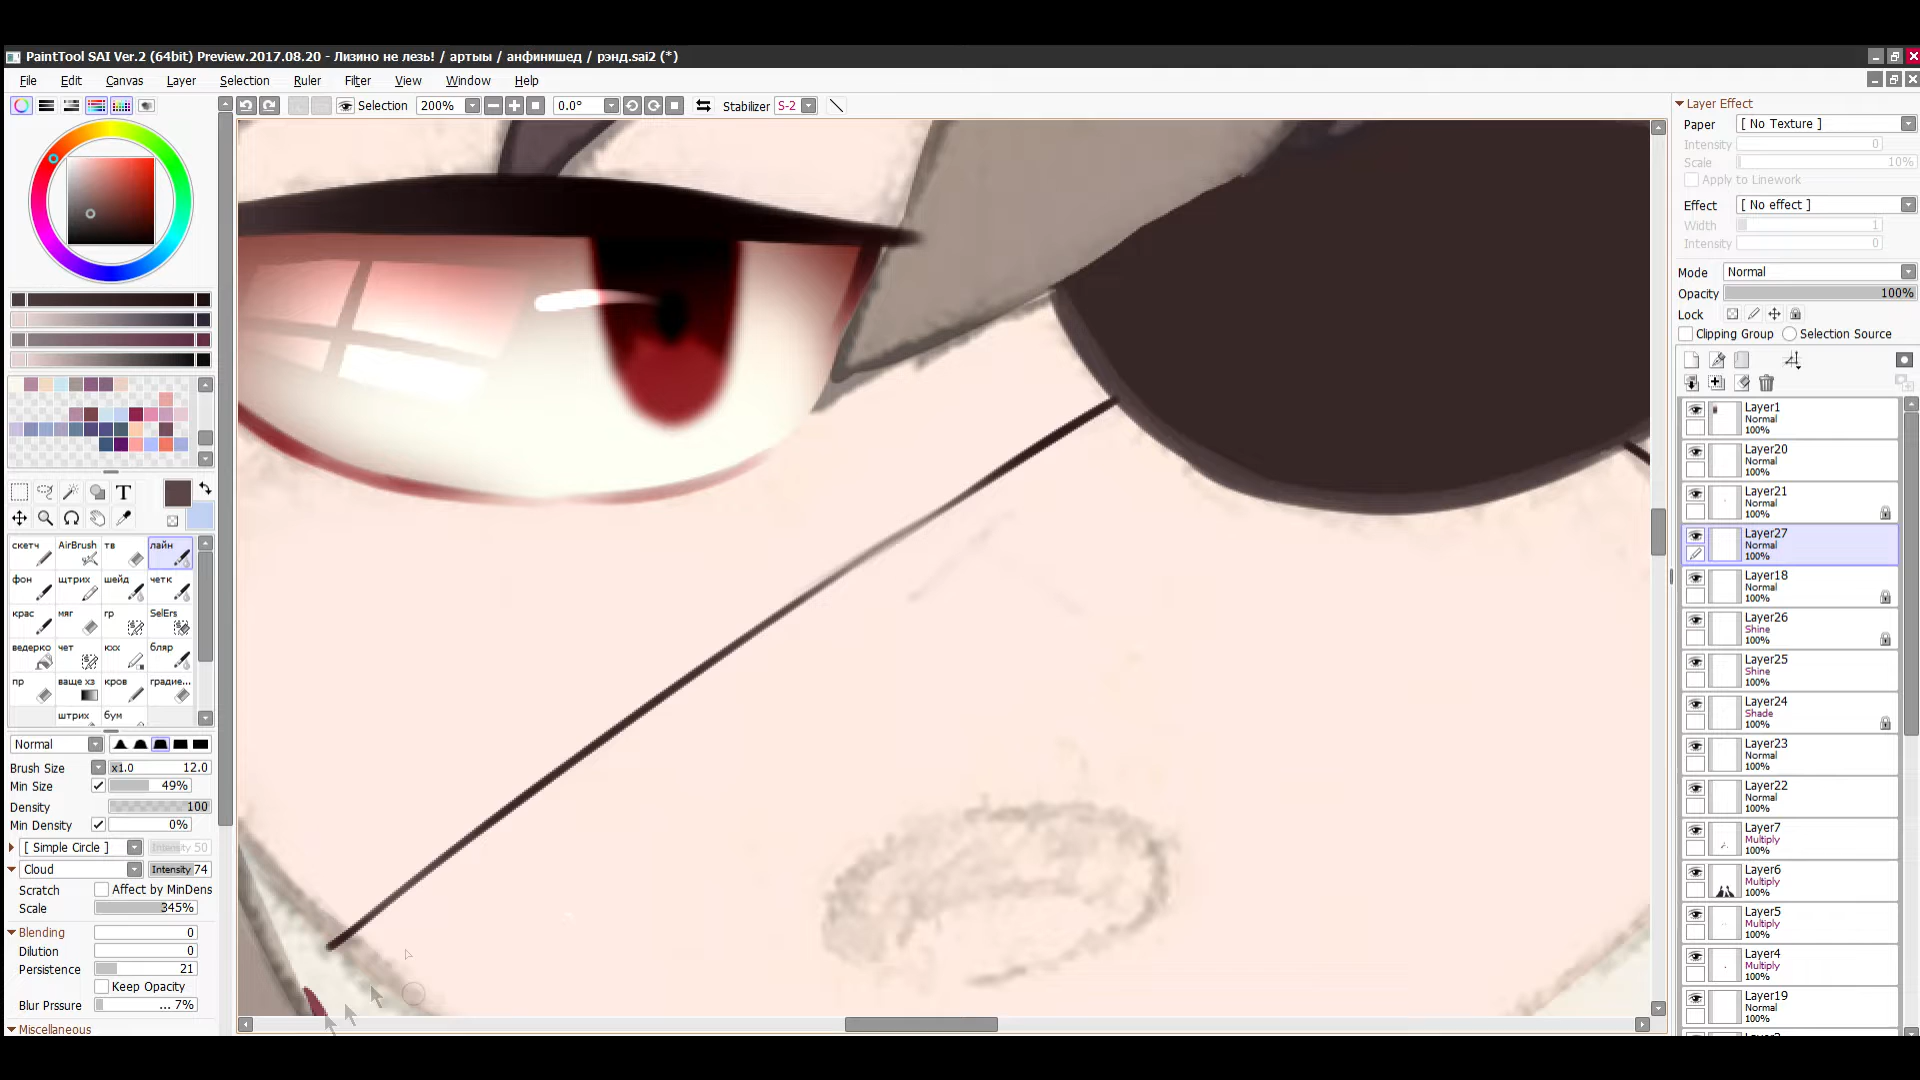 PaintTool SAI Ver.2 (64bit) Preview.2017.08.20 - Лизино не лезь! / артыы / анфинишед / рэнд.sai2 (*)
File Edit Canvas Layer Selection Ruler Filter View Window Help
Selection 200% 0.0° Stabilizer S-2
Layer Effect
Paper [ No Texture ]
Intensity 0
Scale 10%
Apply to Linework
Effect [ No effect ]
Width 1
Intensity 0
Mode Normal
Opacity 100%
Lock
Clipping Group Selection Source
T
скетч AirBrush тв лайн
фон щтрих шейд четк
крас мяг гр SelErs
ведерко чет кхх бляр
пр ваще хз кров градие...
штрих бум
Normal
Brush Size x1.0 12.0
Min Size 49%
Density 100
Min Density 0%
[ Simple Circle ] Intensity 50
Cloud Intensity 74
Scratch Affect by MinDens
Scale 345%
Blending 0
Dilution 0
Persistence 21
Keep Opacity
Blur Prssure ... 7%
Miscellaneous
Layer1
Normal
100%
Layer20
Normal
100%
Layer21
Normal
100%
Layer27
Normal
100%
Layer18
Normal
100%
Layer26
Shine
100%
Layer25
Shine
100%
Layer24
Shade
100%
Layer23
Normal
100%
Layer22
Normal
100%
Layer7
Multiply
100%
Layer6
Multiply
100%
Layer5
Multiply
100%
Layer4
Multiply
100%
Layer19
Normal
100%